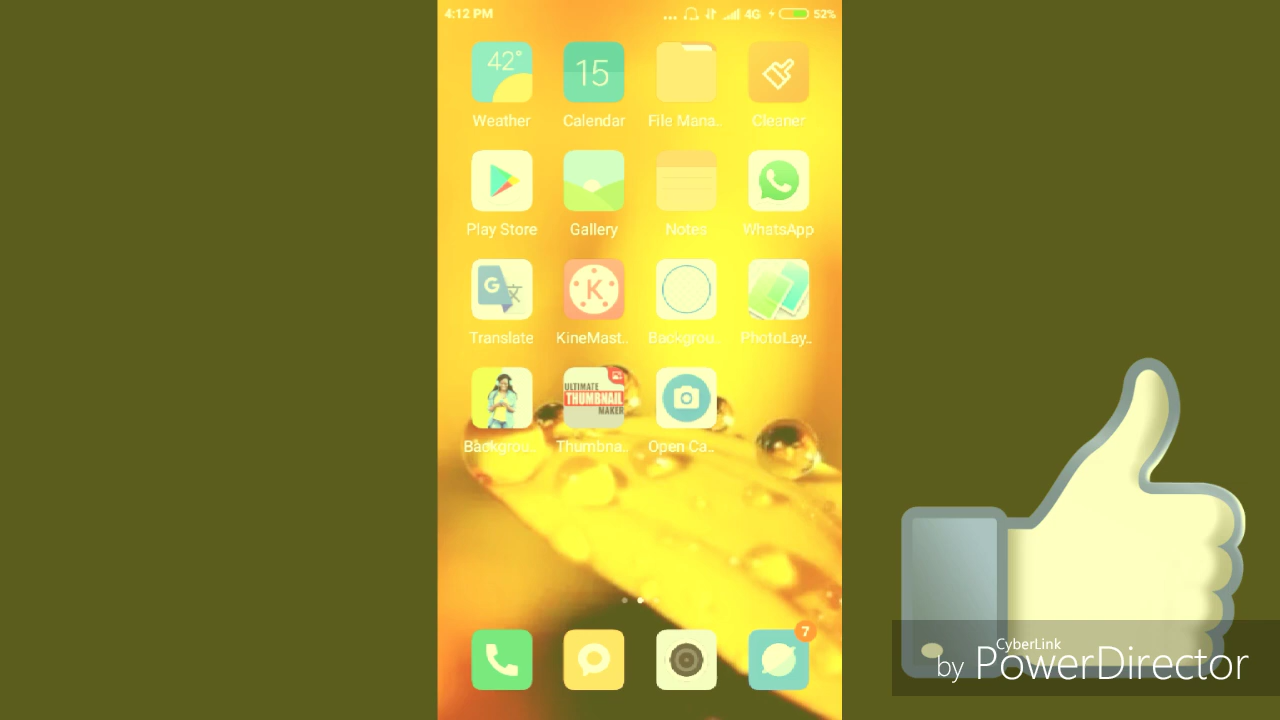 4:12 PM ... 4G 52%
42° 15
Weather Calendar File Mana.. Cleaner
Play Store Gallery Notes WhatsApp
G K
Translate KineMast.. Backgrou.. PhotoLay..
ULTIMATE
THUMBNAIL
MAKER
Backgrou.. Thumbna.. Open Ca..
7
CyberLink
by PowerDirector